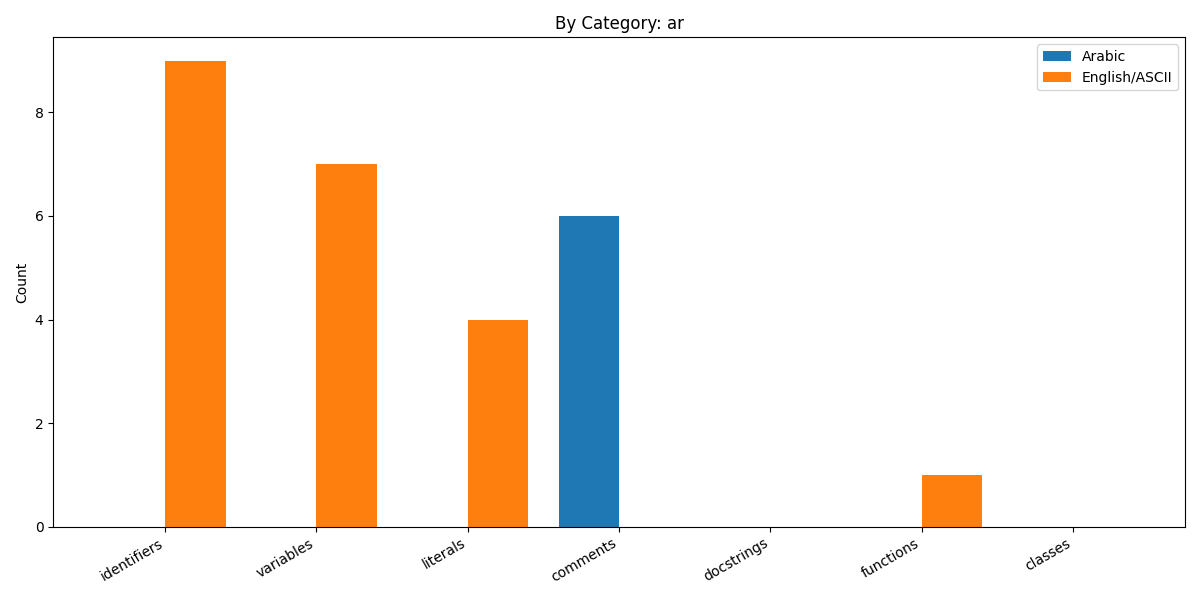 By Category: ar
Arabic
English/ASCII
Count
8
6
4
2
0
identifiers
variables
literals
comments
docstrings
functions
classes